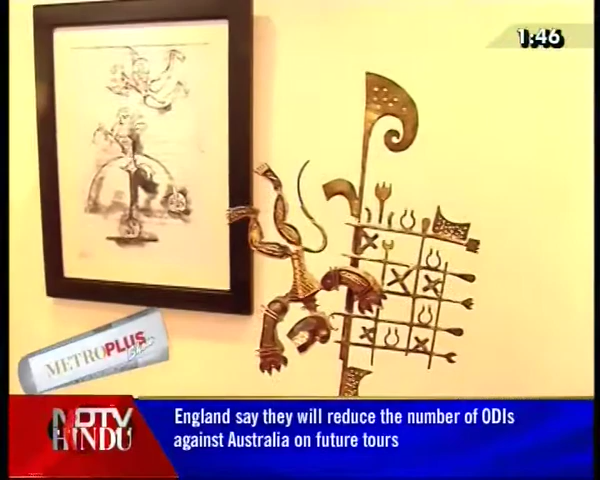 1:46
METROPLUS
NDTV
HINDU
England say they will reduce the number of ODIs
against Australia on future tours